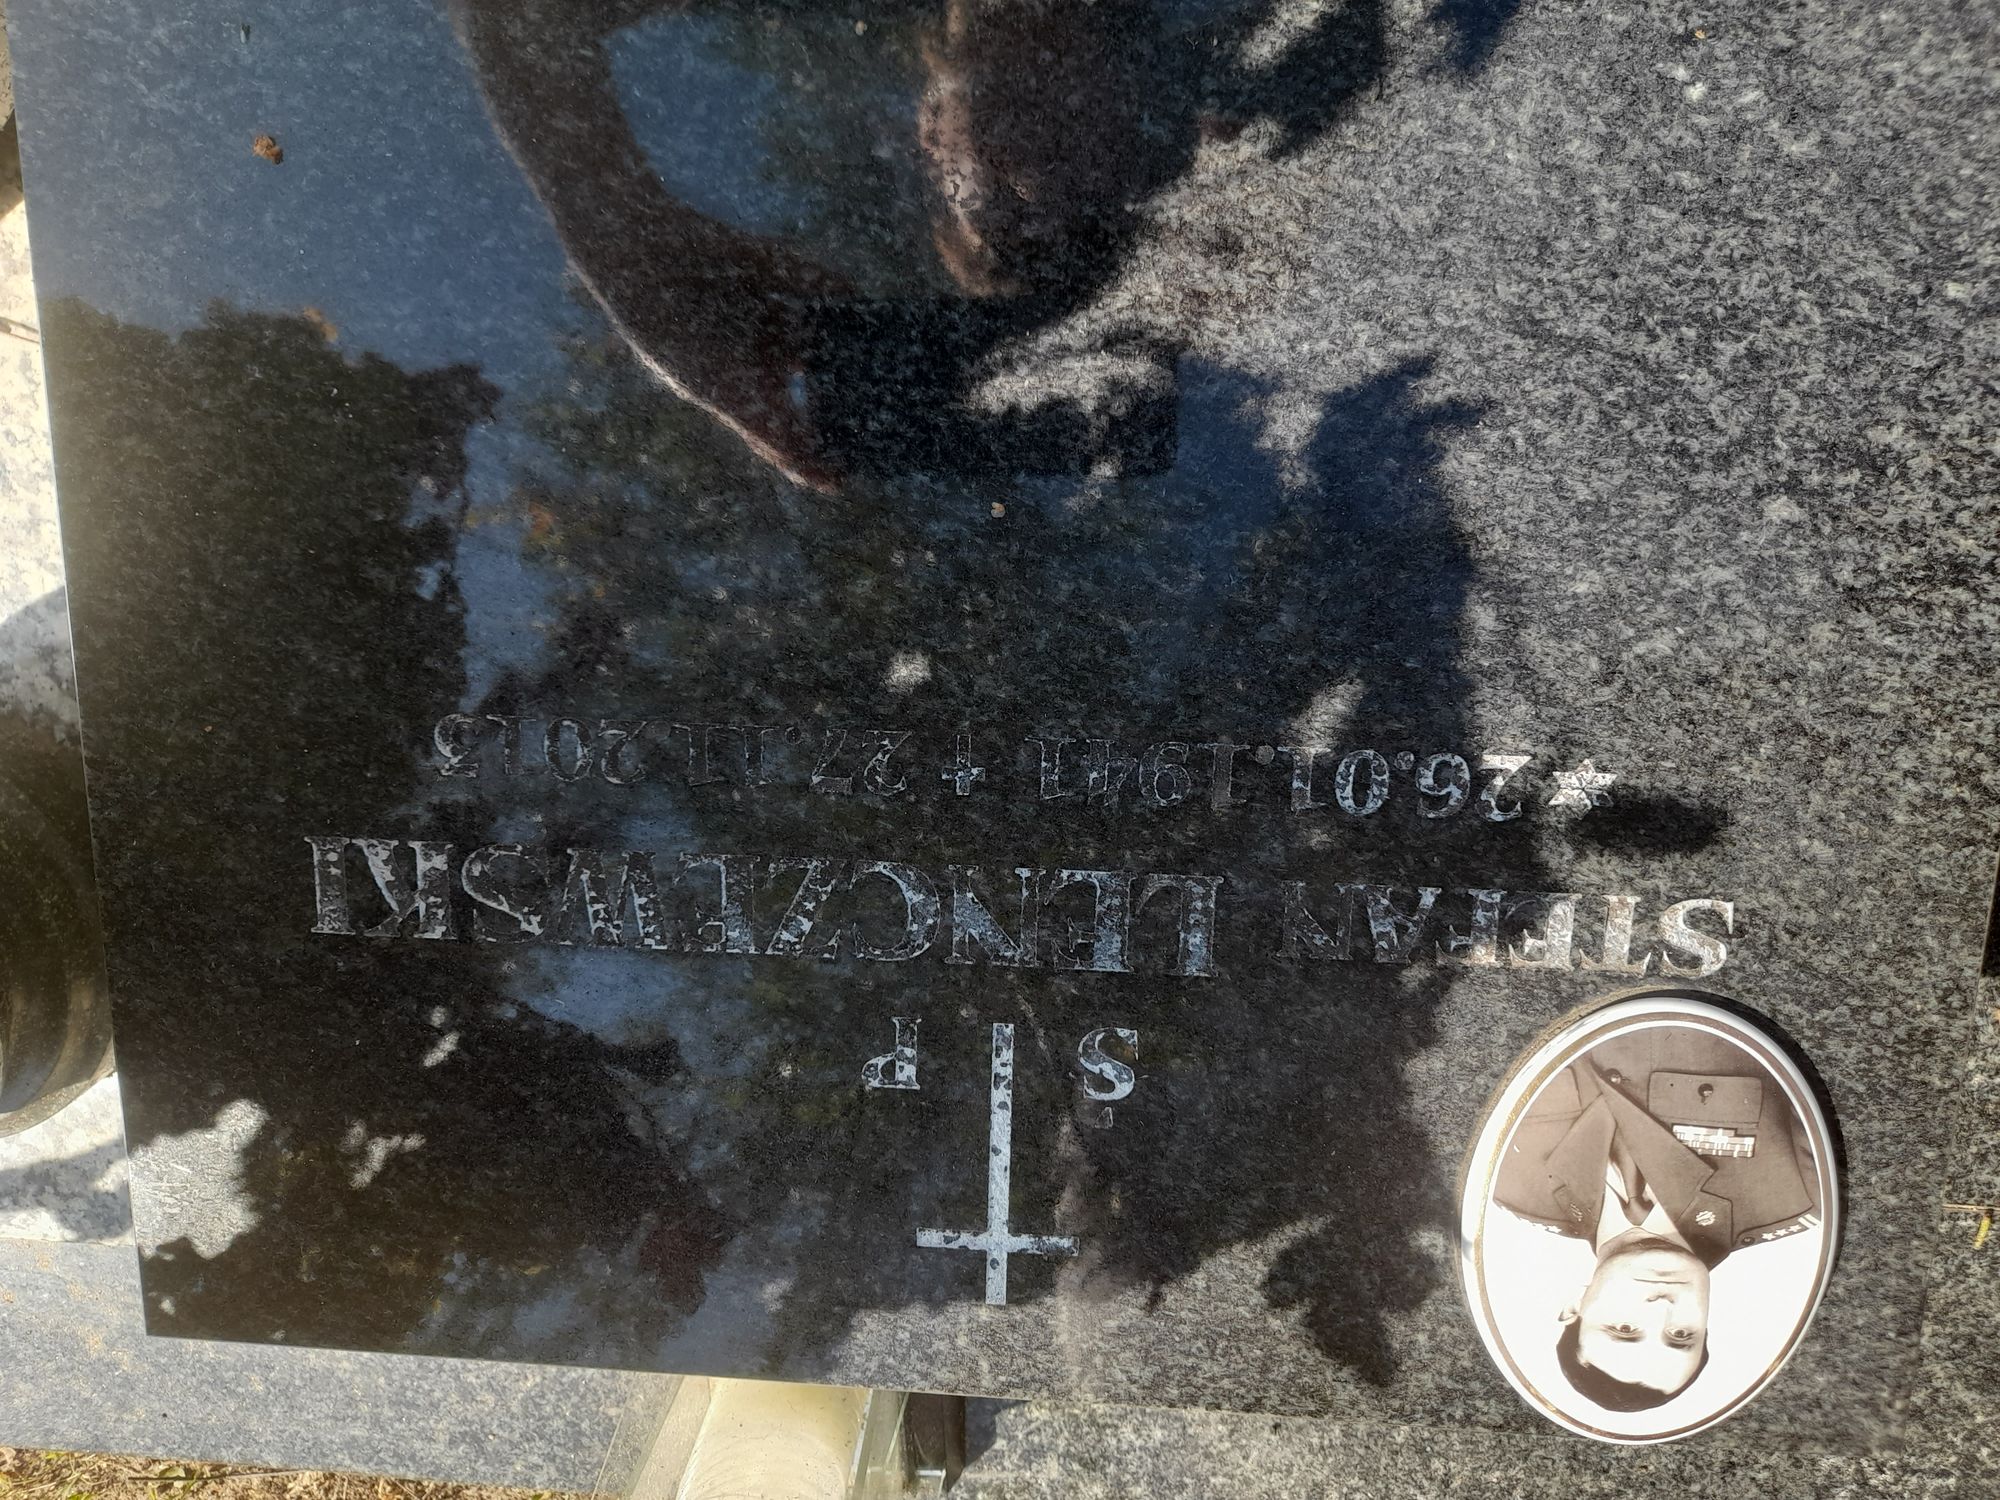 Ś P
STEFAN LENCZEWSKI
* 26.01.1941 † 27.11.2013